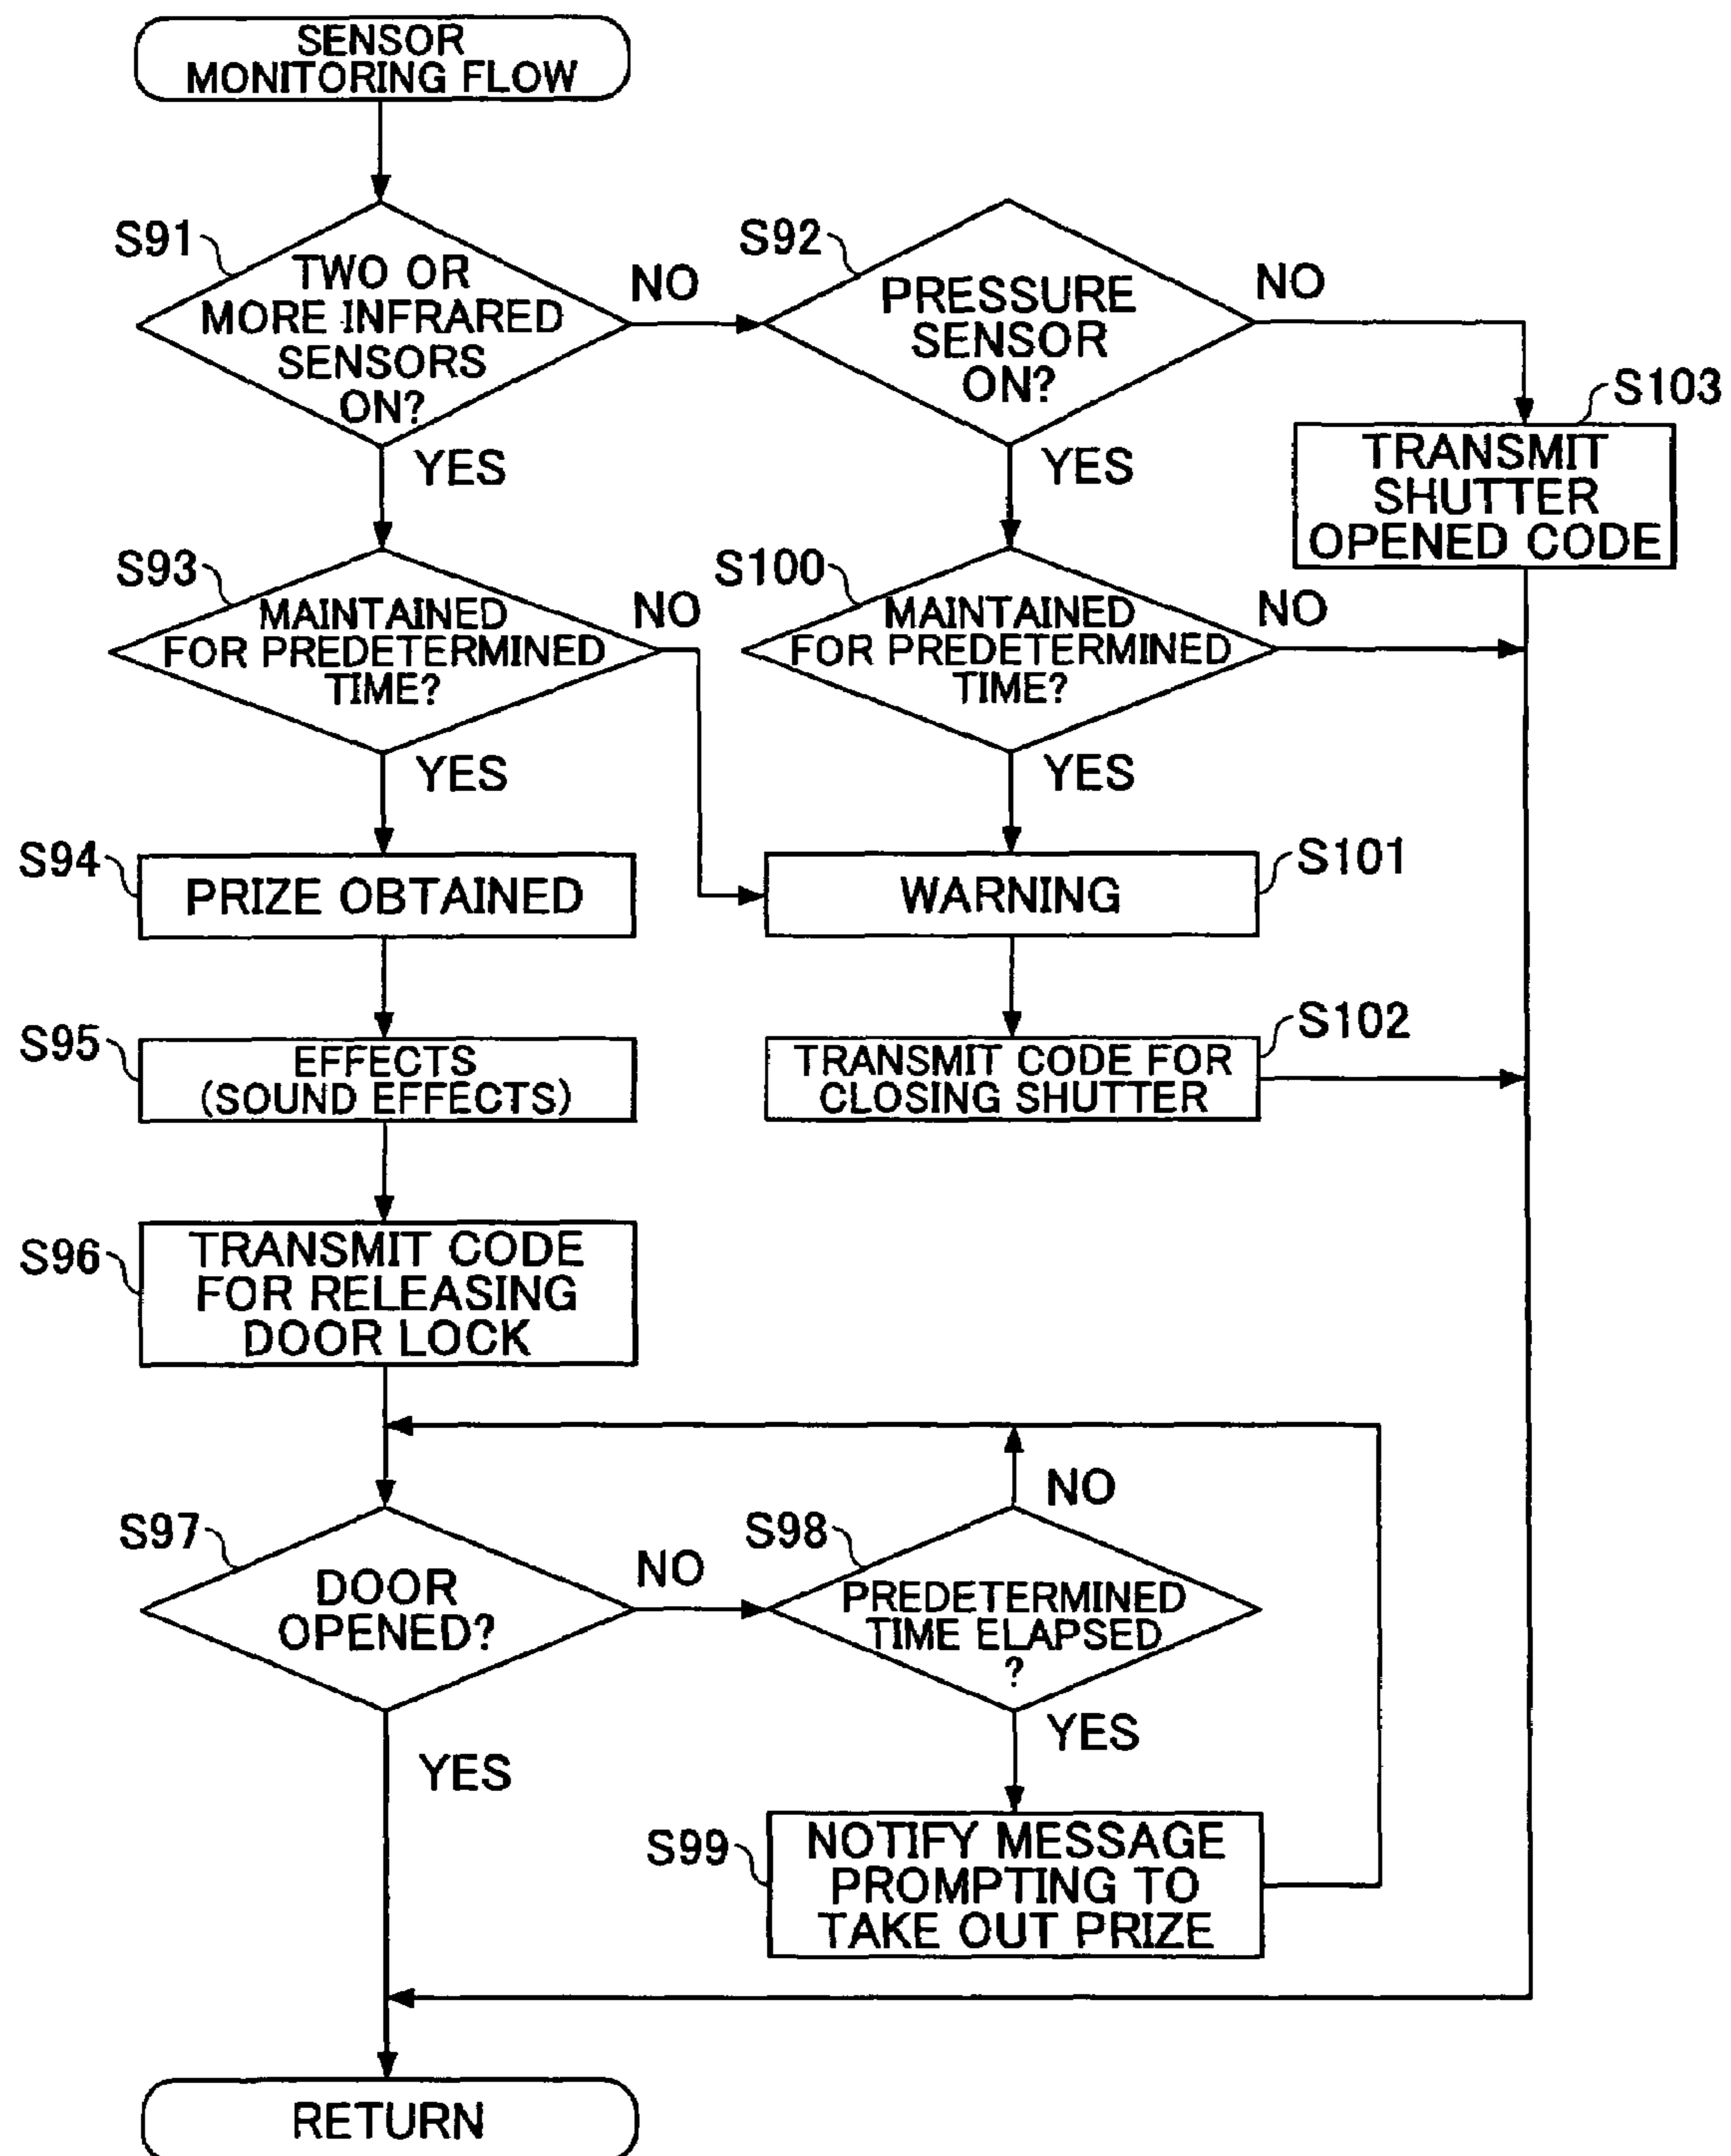 SENSOR
MONITORING FLOW
S91
TWO OR
MORE INFRARED
SENSORS
ON?
NO
YES
S92
PRESSURE
SENSOR
ON?
NO
YES
S103
TRANSMIT
SHUTTER
OPENED CODE
S93
MAINTAINED
FOR PREDETERMINED
TIME?
NO
YES
S100
MAINTAINED
FOR PREDETERMINED
TIME?
NO
YES
S94
PRIZE OBTAINED
S101
WARNING
S95
EFFECTS
(SOUND EFFECTS)
S102
TRANSMIT CODE FOR
CLOSING SHUTTER
S96
TRANSMIT CODE
FOR RELEASING
DOOR LOCK
S97
DOOR
OPENED?
NO
YES
S98
PREDETERMINED
TIME ELAPSED
?
NO
YES
S99
NOTIFY MESSAGE
PROMPTING TO
TAKE OUT PRIZE
RETURN